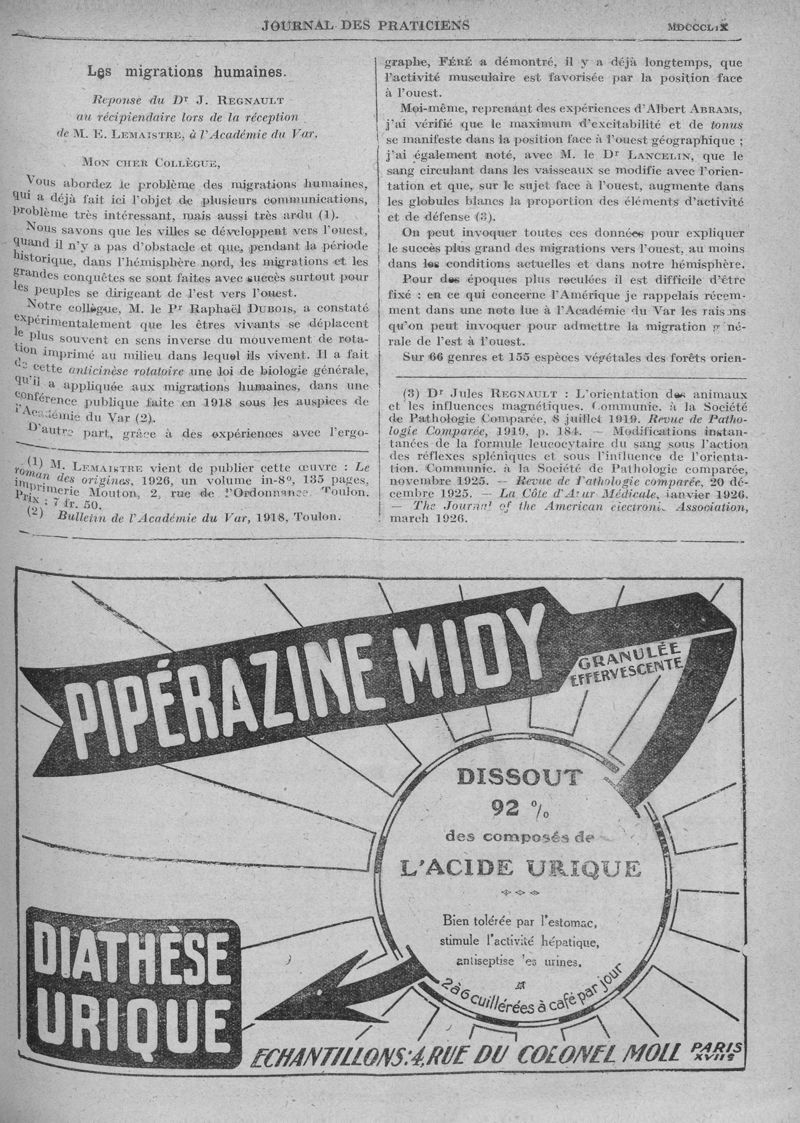 JOURNAL DES PRATICIENS
MDCCCLIX
Les migrations humaines.
Reponse du Dr J. REGNAULT
au récipiendaire lors de la réception
de M. E. LEMAISTRE, à l'Académie du Var.
MON CHER COLLÈGUE,
Vous abordez le problème des migrations humaines,
qui a déjà fait ici l'objet de plusieurs communications,
problème très intéressant, mais aussi très ardu (1).
Nous savons que les villes se développent vers l'ouest,
quand il n'y a pas d'obstacle et que, pendant la période
historique, dans l'hémisphère nord, les migrations et les
grandes conquêtes se sont faites avec succès surtout pour
les peuples se dirigeant de l'est vers l'ouest.
Notre collègue, M. le Pr Raphaël DUBOIS, a constaté
expérimentalement que les êtres vivants se déplacent
le plus souvent en sens inverse du mouvement de rota-
tion imprimé au milieu dans lequel ils vivent. Il a fait
de cette anticinèse rotatoire une loi de biologie générale,
qu'il a appliquée aux migrations humaines, dans une
conférence publique faite en 1918 sous les auspices de
l'Académie du Var (2).
D'autre part, grâce à des expériences avec l'ergo-
(1) M. LEMAISTRE vient de publier cette œuvre : Le
roman des origines, 1926, un volume in-8°, 135 pages,
imprimerie Mouton, 2, rue de l'Ordonnance, Toulon.
Prix : 7 fr. 50.
(2) Bulletin de l'Académie du Var, 1918, Toulon.
graphe, FÉRÉ a démontré, il y a déjà longtemps, que
l'activité musculaire est favorisée par la position face
à l'ouest.
Moi-même, reprenant des expériences d'Albert ABRAMS,
j'ai vérifié que le maximum d'excitabilité et de tonus
se manifeste dans la position face à l'ouest géographique ;
j'ai également noté, avec M. le Dr LANCELIN, que le
sang circulant dans les vaisseaux se modifie avec l'orien-
tation et que, sur le sujet face à l'ouest, augmente dans
les globules blancs la proportion des éléments d'activité
et de défense (3).
On peut invoquer toutes ces données pour expliquer
le succès plus grand des migrations vers l'ouest, au moins
dans les conditions actuelles et dans notre hémisphère.
Pour des époques plus reculées il est difficile d'être
fixé : en ce qui concerne l'Amérique je rappelais récem-
ment dans une note lue à l'Académie du Var les raisons
qu'on peut invoquer pour admettre la migration géné-
rale de l'est à l'ouest.
Sur 66 genres et 155 espèces végétales des forêts orien-
(3) Dr Jules REGNAULT : L'orientation des animaux
et les influences magnétiques. Communic. à la Société
de Pathologie Comparée, 8 juillet 1919. Revue de Patho-
logie Comparée, 1919, p. 184. — Modifications instan-
tanées de la formule leucocytaire du sang sous l'action
des réflexes spléniques et sous l'influence de l'orienta-
tion. Communic. à la Société de Pathologie comparée,
novembre 1925. — Revue de Pathologie comparée, 20 dé-
cembre 1925. — La Côte d'Azur Médicale, janvier 1926.
— The Journal of the American electronic Association,
march 1926.
PIPÉRAZINE MIDY
GRANULÉE
EFFERVESCENTE
DISSOUT
92 %
des composés de
L'ACIDE URIQUE
Bien tolérée par l'estomac,
stimule l'activité hépatique,
antiseptise les urines.
2 à 6 cuillérées à café par jour
DIATHÈSE
URIQUE
ECHANTILLONS: 4, RUE DU COLONEL MOLL PARIS XVIIe